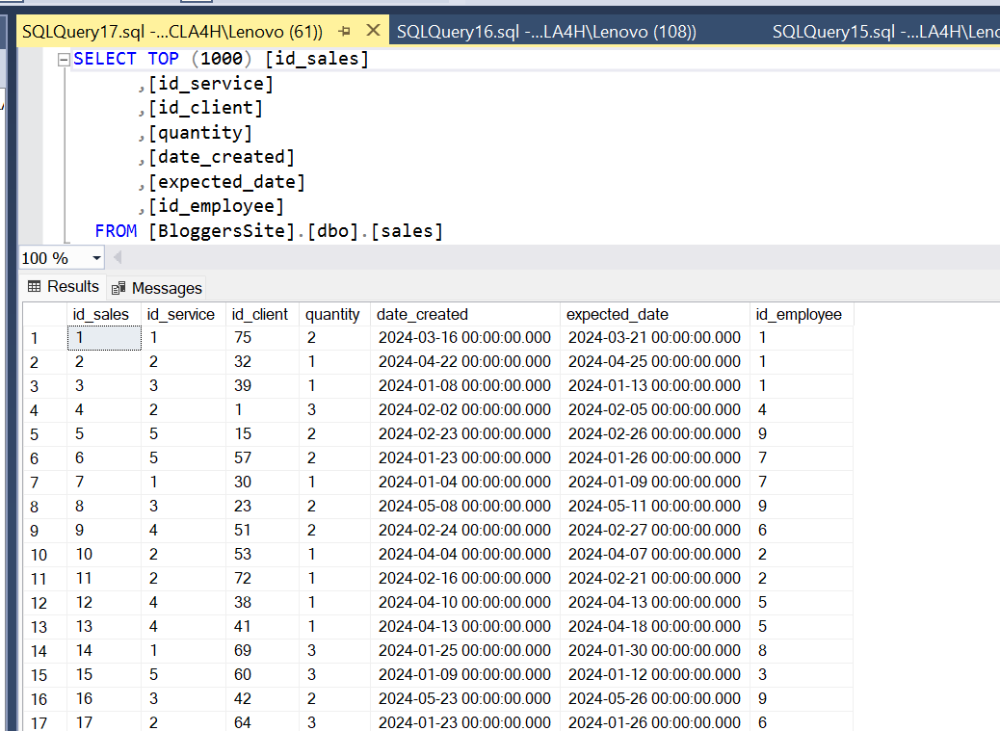 SQLQuery17.sql -...CLA4H\Lenovo (61)) SQLQuery16.sql -...LA4H\Lenovo (108)) SQLQuery15.sql -...LA4H\Leno
SELECT TOP (1000) [id_sales]
,[id_service]
,[id_client]
,[quantity]
,[date_created]
,[expected_date]
,[id_employee]
FROM [BloggersSite].[dbo].[sales]
100 %
Results Messages
id_sales id_service id_client quantity date_created expected_date id_employee
1 1 1 75 2 2024-03-16 00:00:00.000 2024-03-21 00:00:00.000 1
2 2 2 32 1 2024-04-22 00:00:00.000 2024-04-25 00:00:00.000 1
3 3 3 39 1 2024-01-08 00:00:00.000 2024-01-13 00:00:00.000 1
4 4 2 1 3 2024-02-02 00:00:00.000 2024-02-05 00:00:00.000 4
5 5 5 15 2 2024-02-23 00:00:00.000 2024-02-26 00:00:00.000 9
6 6 5 57 2 2024-01-23 00:00:00.000 2024-01-26 00:00:00.000 7
7 7 1 30 1 2024-01-04 00:00:00.000 2024-01-09 00:00:00.000 7
8 8 3 23 2 2024-05-08 00:00:00.000 2024-05-11 00:00:00.000 9
9 9 4 51 2 2024-02-24 00:00:00.000 2024-02-27 00:00:00.000 6
10 10 2 53 1 2024-04-04 00:00:00.000 2024-04-07 00:00:00.000 2
11 11 2 72 1 2024-02-16 00:00:00.000 2024-02-21 00:00:00.000 2
12 12 4 38 1 2024-04-10 00:00:00.000 2024-04-13 00:00:00.000 5
13 13 4 41 1 2024-04-13 00:00:00.000 2024-04-18 00:00:00.000 5
14 14 1 69 3 2024-01-25 00:00:00.000 2024-01-30 00:00:00.000 8
15 15 5 60 3 2024-01-09 00:00:00.000 2024-01-12 00:00:00.000 3
16 16 3 42 2 2024-05-23 00:00:00.000 2024-05-26 00:00:00.000 9
17 17 2 64 3 2024-01-23 00:00:00.000 2024-01-26 00:00:00.000 6